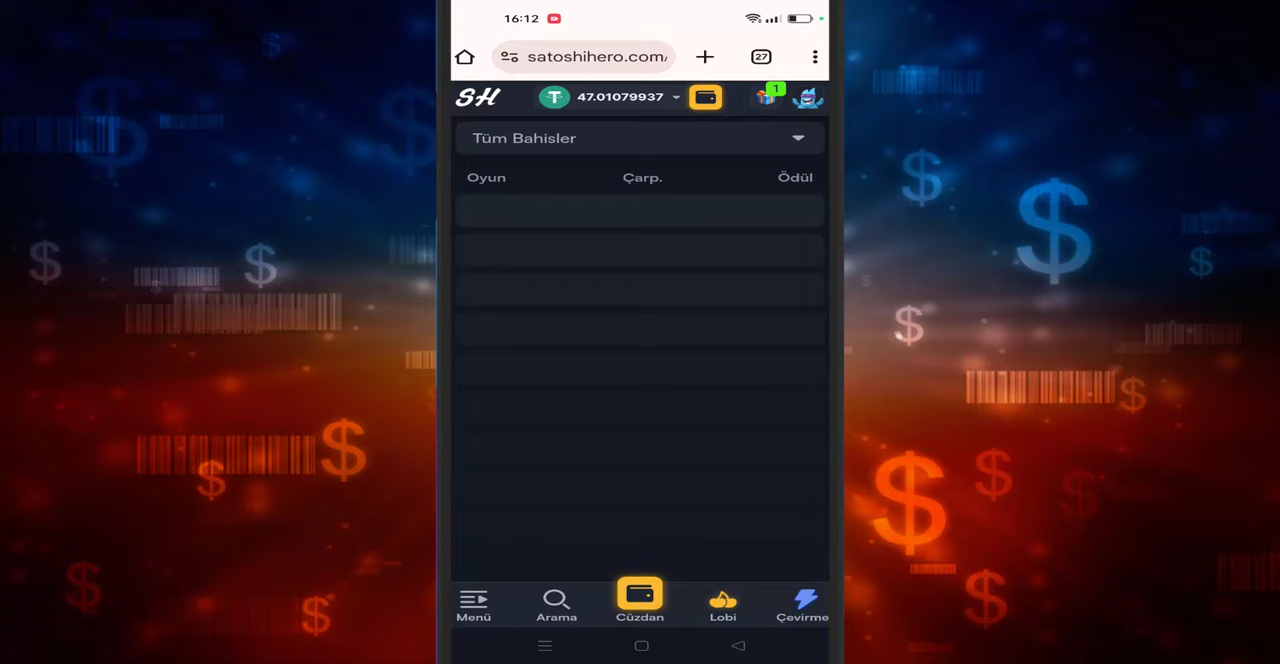 16:12
satoshihero.com/
27
SH
47.01079937
1
Tüm Bahisler
Oyun Çarp. Ödül
Menü Arama Cüzdan Lobi Çevirme